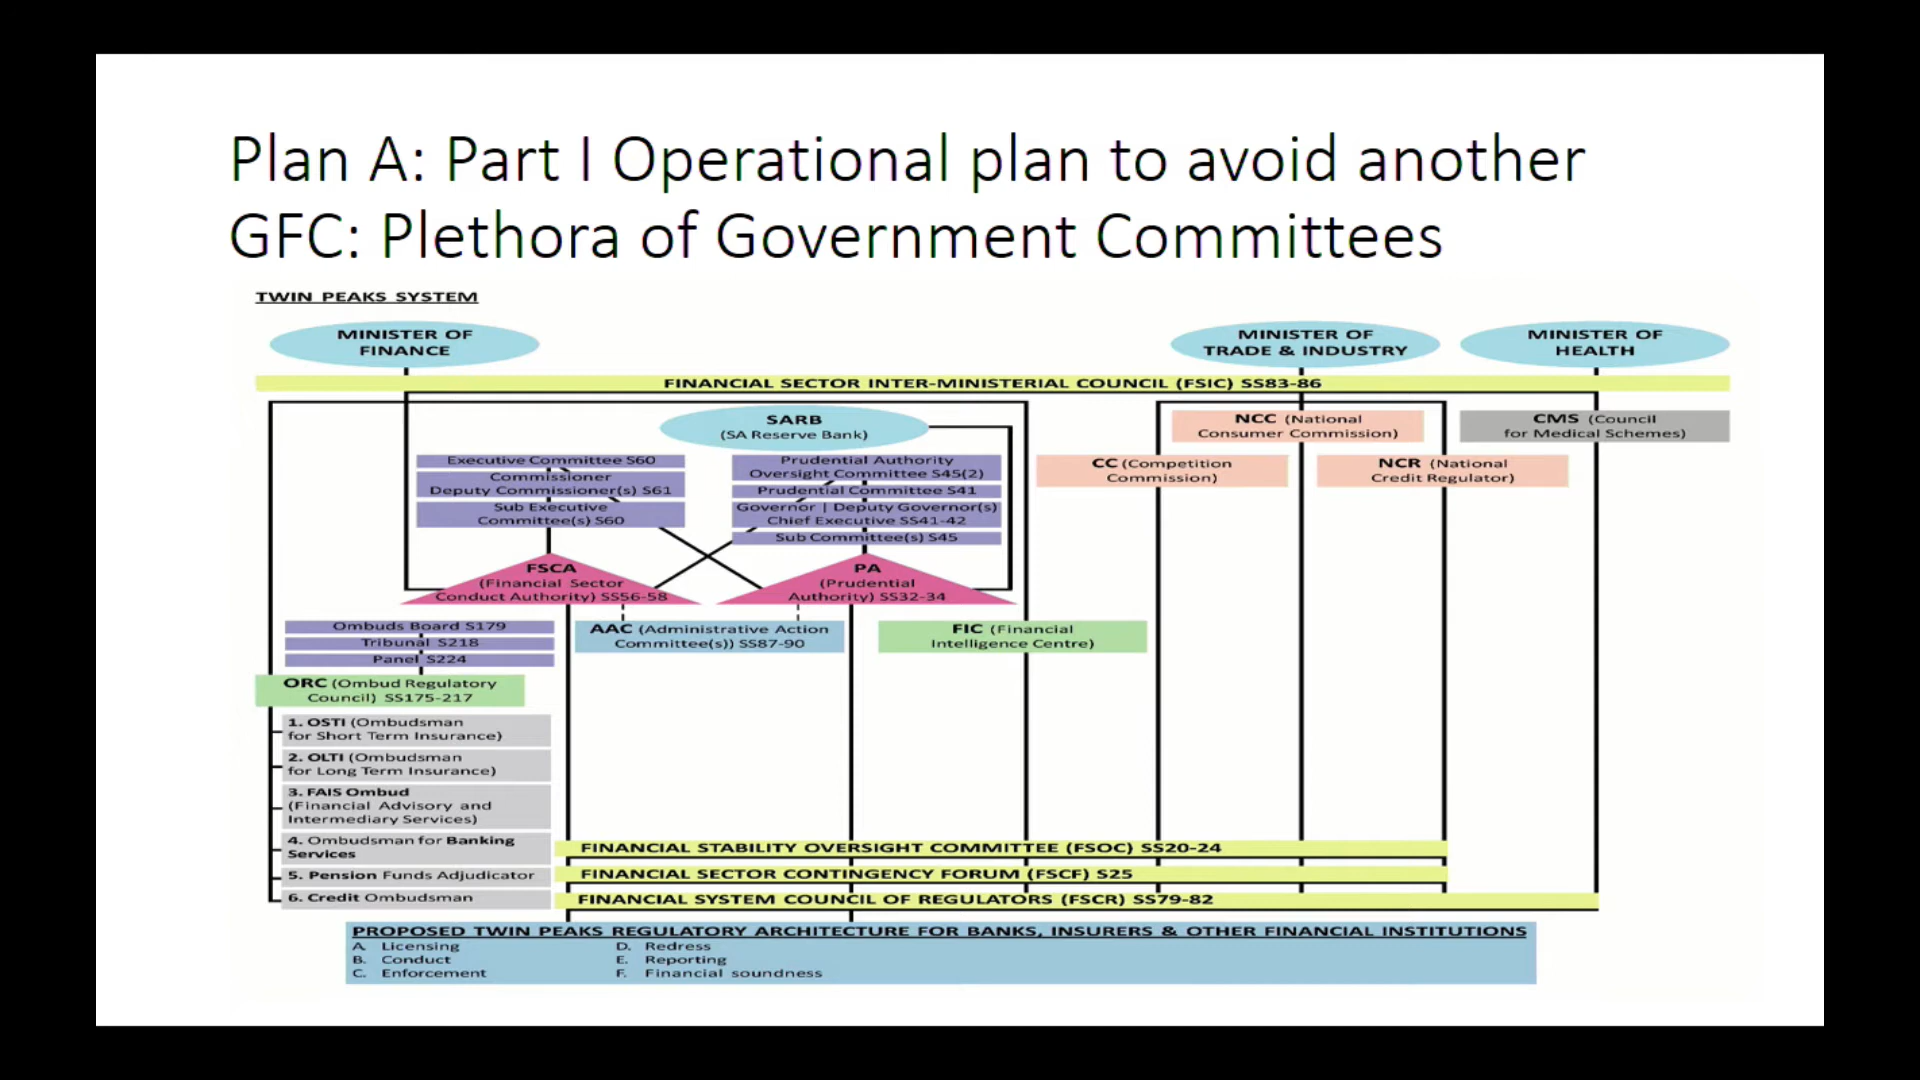 Plan A: Part I Operational plan to avoid another
GFC: Plethora of Government Committees
TWIN PEAKS SYSTEM
MINISTER OF
FINANCE
MINISTER OF
TRADE & INDUSTRY
MINISTER OF
HEALTH
FINANCIAL SECTOR INTER-MINISTERIAL COUNCIL (FSIC) SS83-86
SARB
(SA Reserve Bank)
NCC (National
Consumer Commission)
CMS (Council
for Medical Schemes)
Executive Committee S60
Commissioner
Deputy Commissioner(s) S61
Sub Executive
Committee(s) S60
Prudential Authority
Oversight Committee S45(2)
Prudential Committee S41
Governor | Deputy Governor(s)
Chief Executive SS41-42
Sub Committee(s) S45
CC (Competition
Commission)
NCR (National
Credit Regulator)
FSCA
(Financial Sector
Conduct Authority) SS56-58
PA
(Prudential
Authority) SS32-34
Ombuds Board S179
Tribunal S218
Panel S224
AAC (Administrative Action
Committee(s)) SS87-90
FIC (Financial
Intelligence Centre)
ORC (Ombud Regulatory
Council) SS175-217
1. OSTI (Ombudsman
for Short Term Insurance)
2. OLTI (Ombudsman
for Long Term Insurance)
3. FAIS Ombud
(Financial Advisory and
Intermediary Services)
4. Ombudsman for Banking
Services
5. Pension Funds Adjudicator
6. Credit Ombudsman
FINANCIAL STABILITY OVERSIGHT COMMITTEE (FSOC) SS20-24
FINANCIAL SECTOR CONTINGENCY FORUM (FSCF) S25
FINANCIAL SYSTEM COUNCIL OF REGULATORS (FSCR) SS79-82
PROPOSED TWIN PEAKS REGULATORY ARCHITECTURE FOR BANKS, INSURERS & OTHER FINANCIAL INSTITUTIONS
A. Licensing
B. Conduct
C. Enforcement
D. Redress
E. Reporting
F. Financial soundness